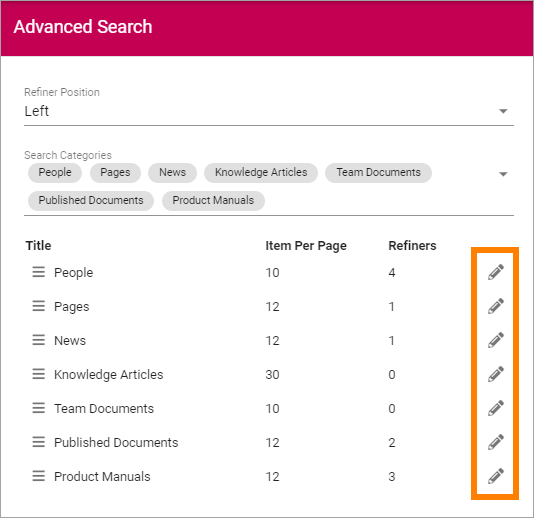 Advanced Search
Refiner Position
Left
Search Categories
People Pages News Knowledge Articles Team Documents
Published Documents Product Manuals
Title Item Per Page Refiners
People 10 4
Pages 12 1
News 12 1
Knowledge Articles 30 0
Team Documents 10 0
Published Documents 12 2
Product Manuals 12 3